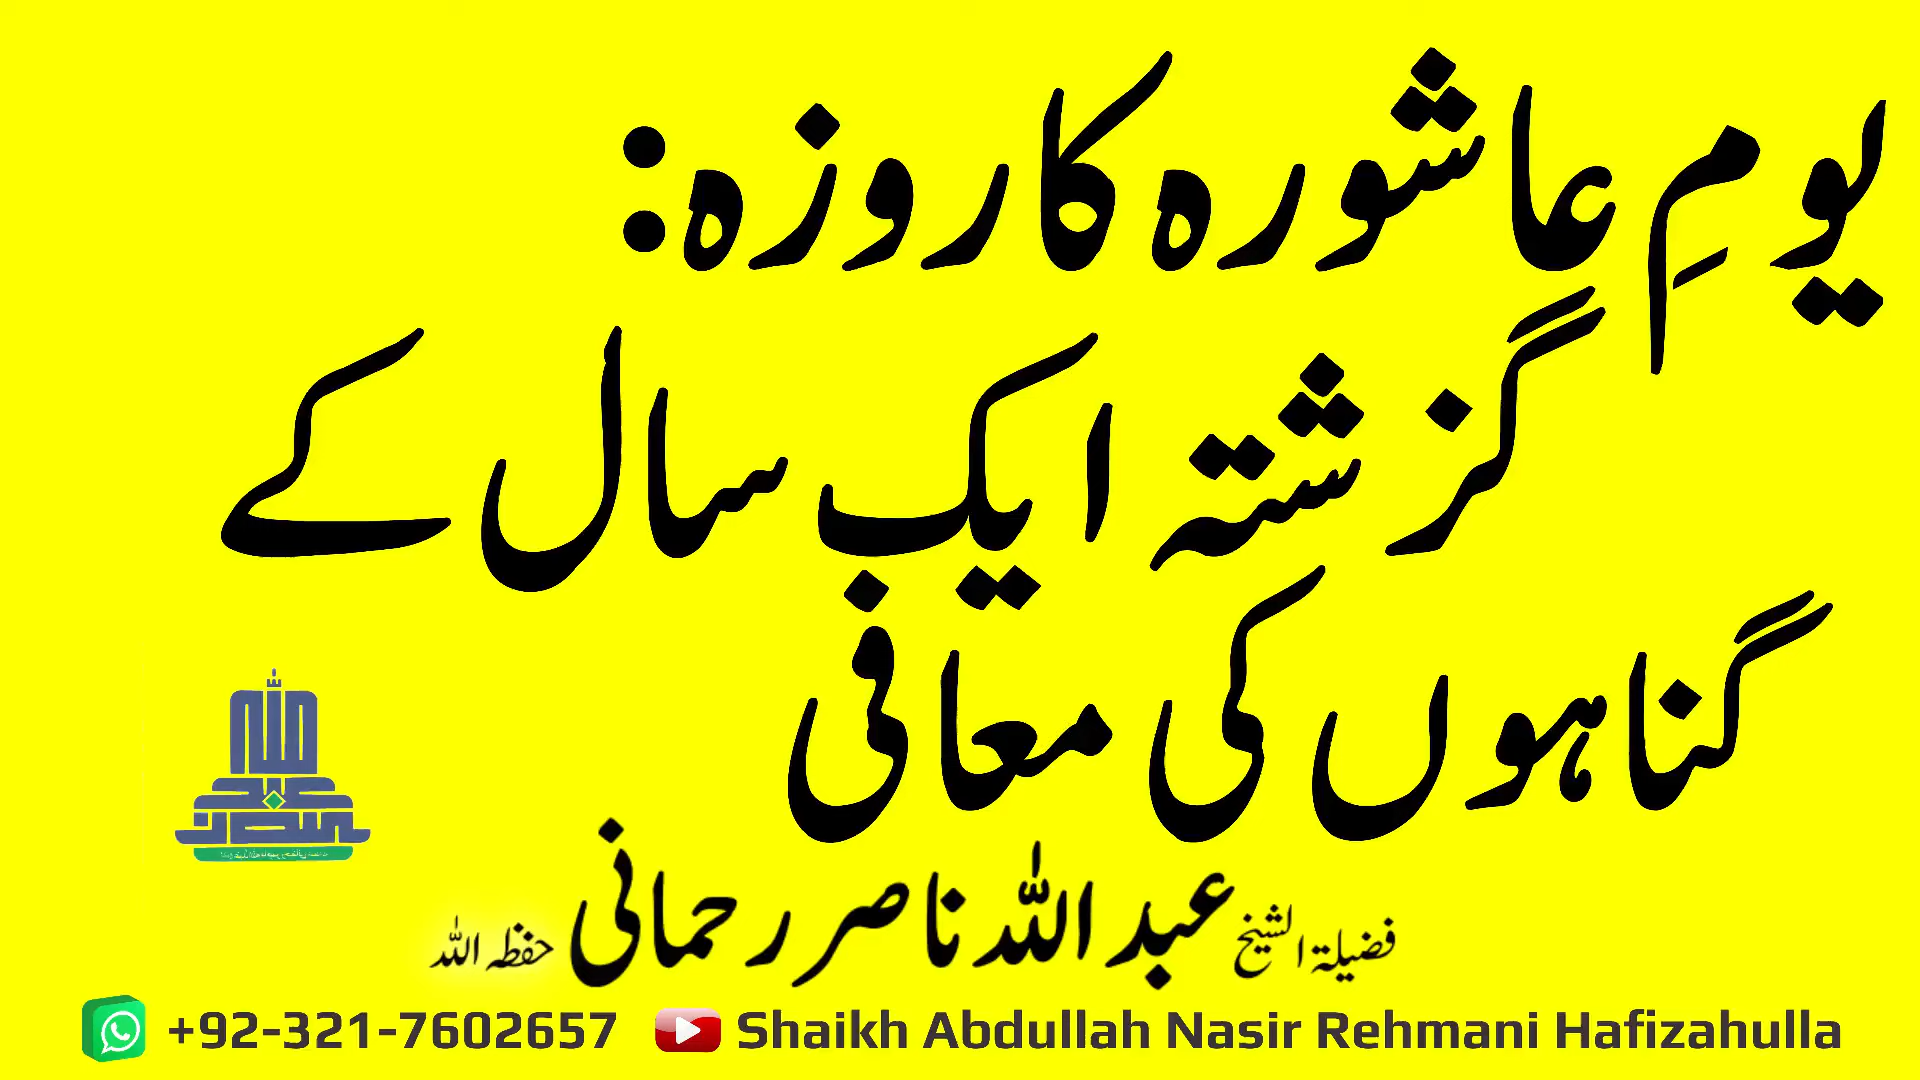 یومِ عاشورہ کا روزہ:
گزشتہ ایک سال کے
گناہوں کی معافی
فضیلۃ الشیخ عبداللہ ناصر رحمانی حفظہ اللہ
+92-321-7602657 Shaikh Abdullah Nasir Rehmani Hafizahulla